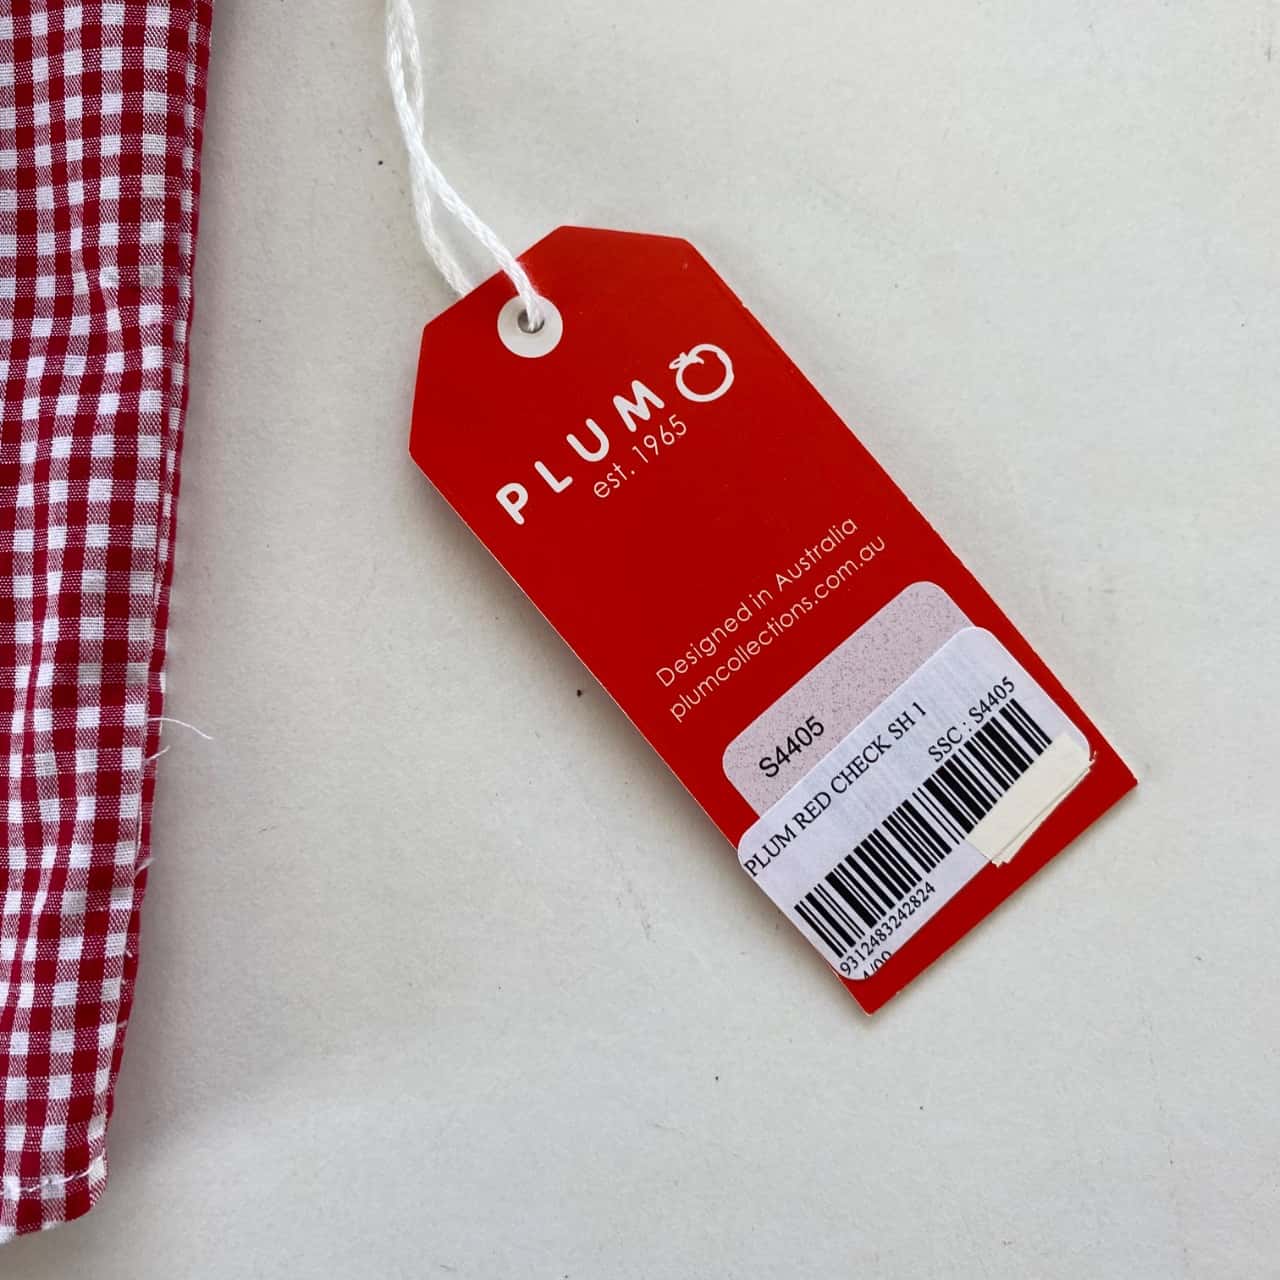 PLUM
est. 1965
Designed in Australia
plumcollections.com.au
S4405
PLUM RED CHECK SH 1
SSC : S4405
9312483242824